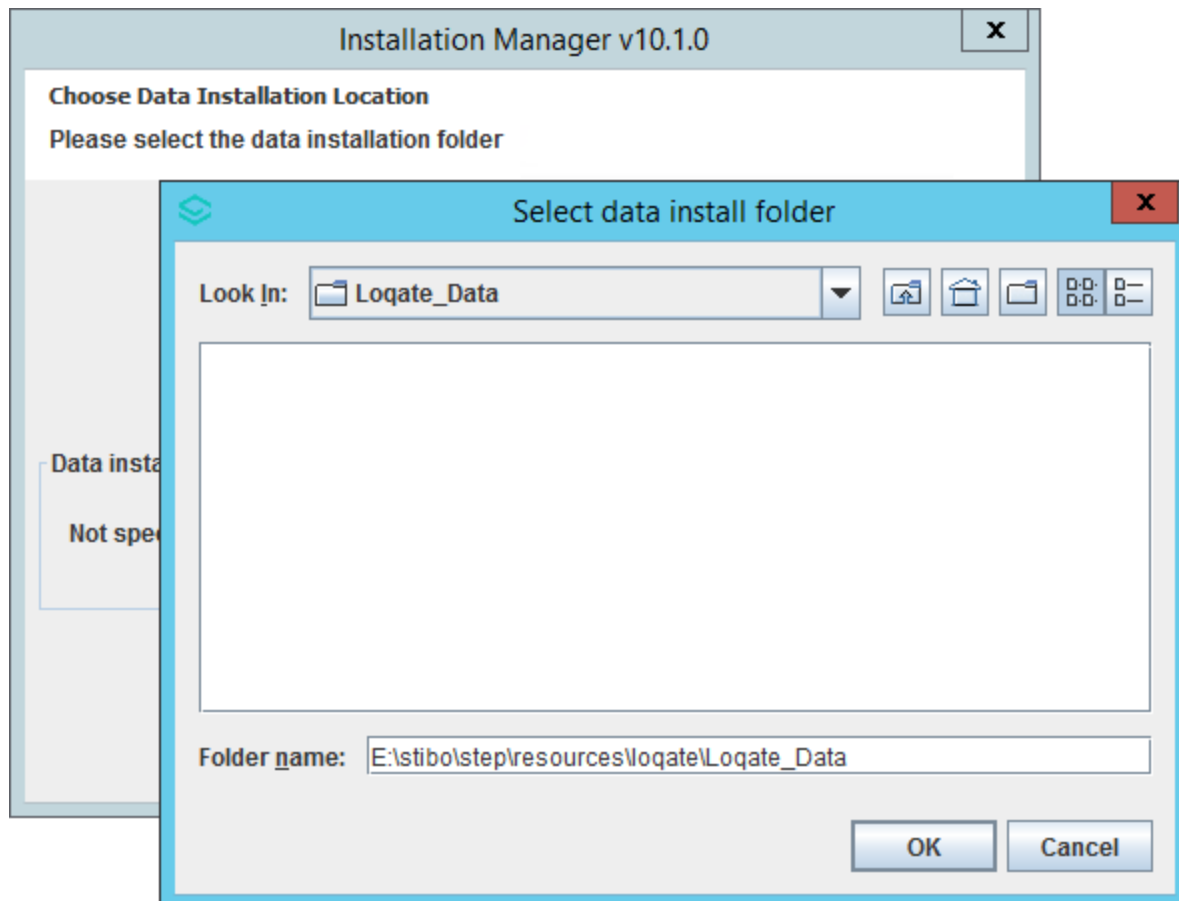 Installation Manager v10.1.0
x
Choose Data Installation Location
Please select the data installation folder
Select data install folder
x
Look In:
Loqate_Data
Data insta
Not spe
Folder name:
E:\stibo\step\resources\loqate\Loqate_Data
OK
Cancel